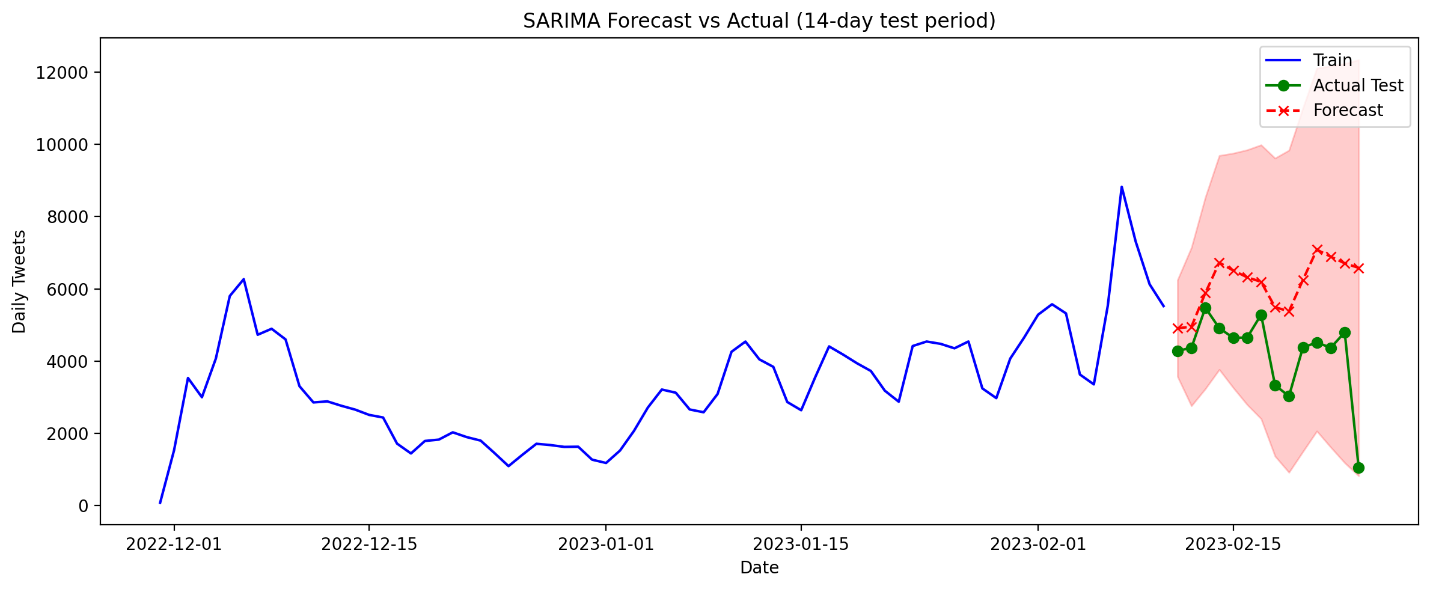 SARIMA Forecast vs Actual (14-day test period)
12000
10000
8000
6000
4000
2000
0
Daily Tweets
Train
Actual Test
Forecast
2022-12-01
2022-12-15
2023-01-01
2023-01-15
2023-02-01
2023-02-15
Date